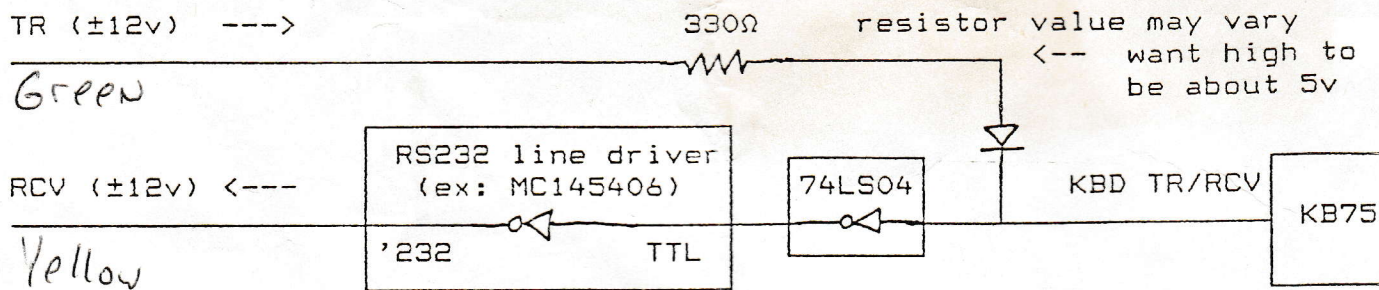 TR (±12v) --->
330Ω
resistor value may vary
<-- want high to
be about 5v
Green
RS232 line driver
(ex: MC145406)
RCV (±12v) <---
74LS04
KBD TR/RCV
KB75
'232
TTL
Yellow